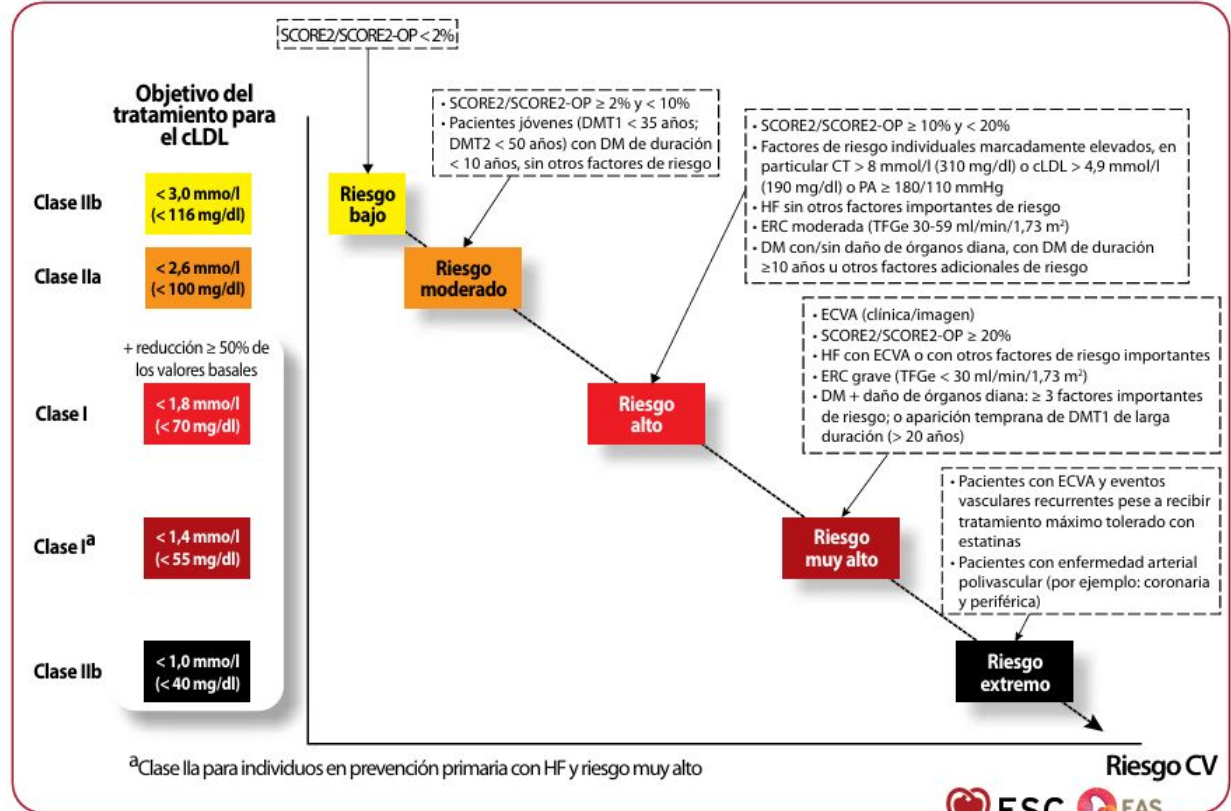 SCORE2/SCORE2-OP < 2%
Objetivo del
tratamiento para
el cLDL
• SCORE2/SCORE2-OP ≥ 2% y < 10%
• Pacientes jóvenes (DMT1 < 35 años;
DMT2 < 50 años) con DM de duración
< 10 años, sin otros factores de riesgo
• SCORE2/SCORE2-OP ≥ 10% y < 20%
• Factores de riesgo individuales marcadamente elevados, en
particular CT > 8 mmol/l (310 mg/dl) o cLDL > 4,9 mmol/l
(190 mg/dl) o PA ≥ 180/110 mmHg
• HF sin otros factores importantes de riesgo
• ERC moderada (TFGe 30-59 ml/min/1,73 m²)
• DM con/sin daño de órganos diana, con DM de duración
≥10 años u otros factores adicionales de riesgo
Clase IIb
< 3,0 mmo/l
(< 116 mg/dl)
Riesgo
bajo
Clase IIa
< 2,6 mmo/l
(< 100 mg/dl)
Riesgo
moderado
• ECVA (clínica/imagen)
• SCORE2/SCORE2-OP ≥ 20%
• HF con ECVA o con otros factores de riesgo importantes
• ERC grave (TFGe < 30 ml/min/1,73 m²)
• DM + daño de órganos diana: ≥ 3 factores importantes
de riesgo; o aparición temprana de DMT1 de larga
duración (> 20 años)
+ reducción ≥ 50% de
los valores basales
Clase I
< 1,8 mmo/l
(< 70 mg/dl)
Riesgo
alto
• Pacientes con ECVA y eventos
vasculares recurrentes pese a recibir
tratamiento máximo tolerado con
estatinas
• Pacientes con enfermedad arterial
polivascular (por ejemplo: coronaria
y periférica)
Clase Iª
< 1,4 mmo/l
(< 55 mg/dl)
Riesgo
muy alto
Clase IIb
< 1,0 mmo/l
(< 40 mg/dl)
Riesgo
extremo
ªClase IIa para individuos en prevención primaria con HF y riesgo muy alto
Riesgo CV
ESC
EAS